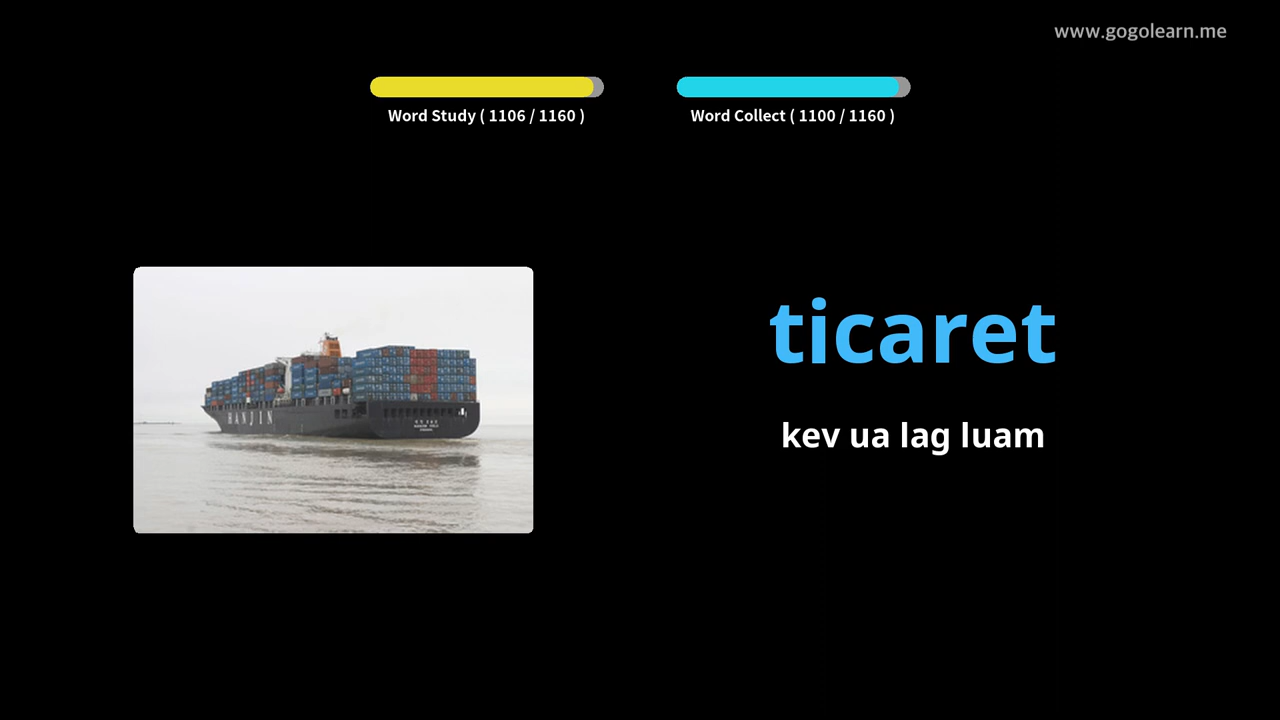 www.gogolearn.me
Word Study ( 1106 / 1160 )
Word Collect ( 1100 / 1160 )
ticaret
kev ua lag luam
HANJIN